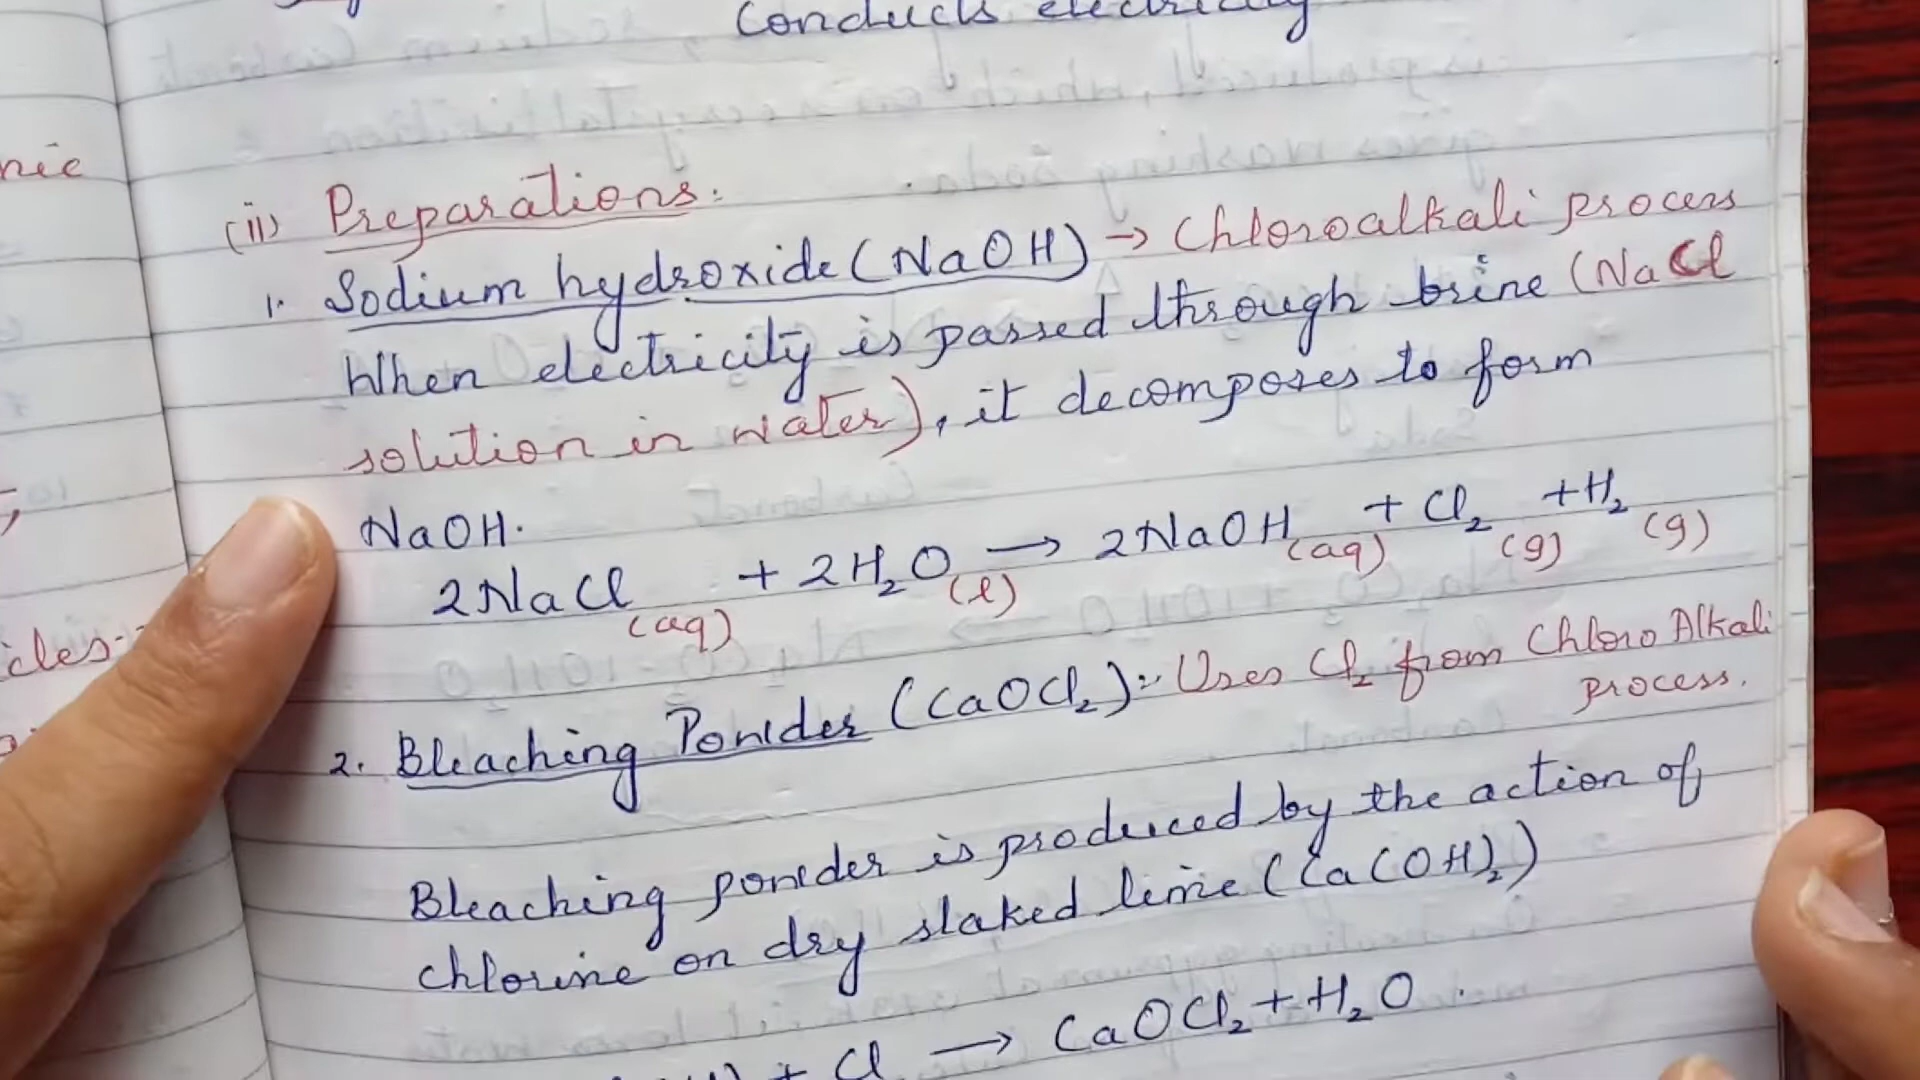 Conducts electricity
(ii) Preparations:
1. Sodium hydroxide (NaOH) → Chloroalkali process
When electricity is passed through brine (NaCl
solution in water), it decomposes to form
NaOH.
2NaCl(aq) + 2H₂O(l) → 2NaOH(aq) + Cl₂(g) + H₂(g)
2. Bleaching Powder (CaOCl₂):- Uses Cl₂ from Chloro Alkali
process.
Bleaching powder is produced by the action of
chlorine on dry slaked lime (Ca(OH)₂)
+ Cl → CaOCl₂ + H₂O.